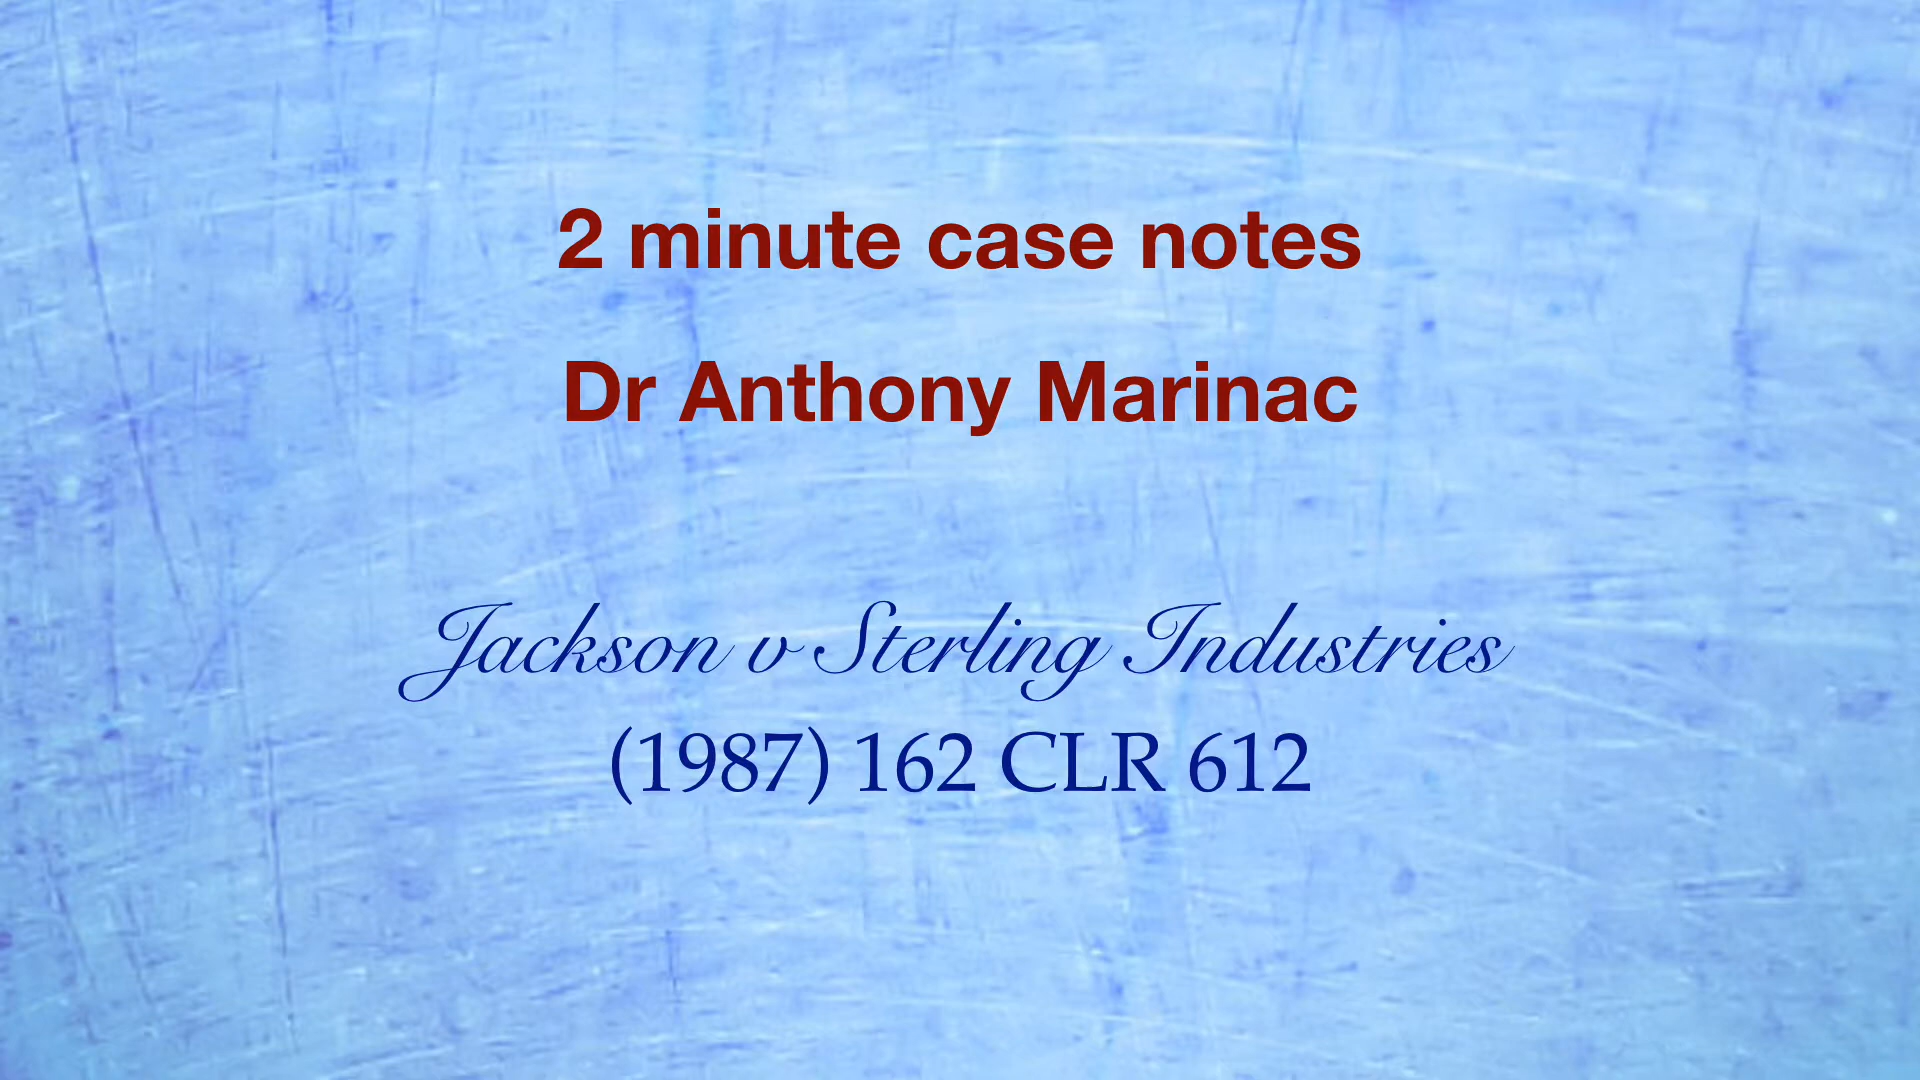 2 minute case notes
Dr Anthony Marinac
Jackson v Sterling Industries
(1987) 162 CLR 612